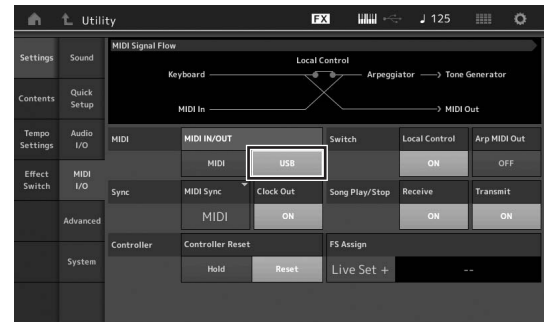 Utility FX ♩ 125
Settings
Contents
Tempo Settings
Effect Switch
Sound
Quick Setup
Audio I/O
MIDI I/O
Advanced
System
MIDI Signal Flow
Local Control
Keyboard Arpeggiator Tone Generator
MIDI In MIDI Out
MIDI MIDI IN/OUT Switch Local Control Arp MIDI Out
MIDI USB ON OFF
Sync MIDI Sync Clock Out Song Play/Stop Receive Transmit
MIDI ON ON ON
Controller Controller Reset FS Assign
Hold Reset Live Set + --